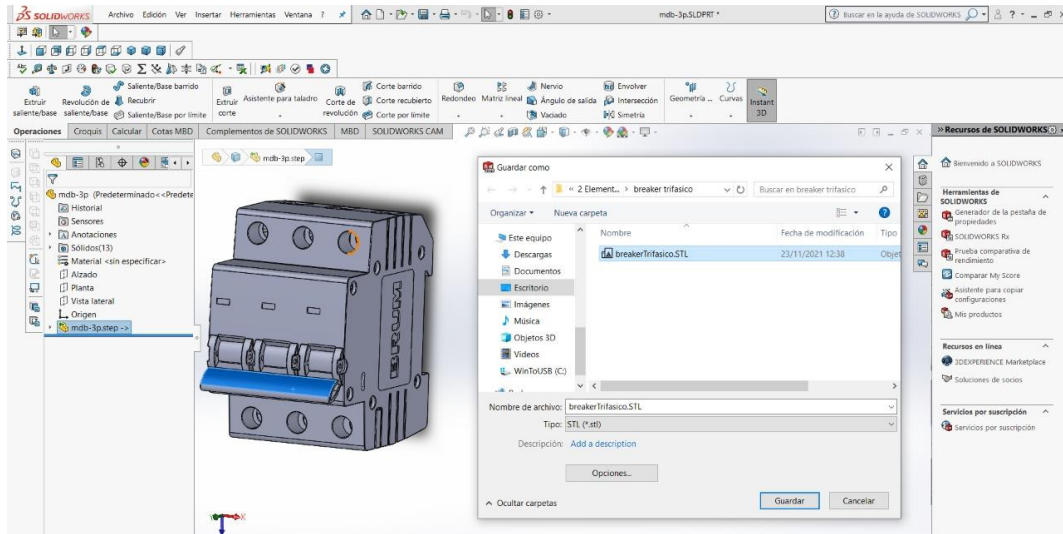 SOLIDWORKS Archivo Edición Ver Insertar Herramientas Ventana ? mdb-3p.SLDPRT * Buscar en la ayuda de SOLIDWORKS ?
Extruir saliente/base
Revolución de saliente/base
Saliente/Base barrido
Recubrir
Saliente/Base por límite
Extruir corte
Asistente para taladro
Corte de revolución
Corte barrido
Corte recubierto
Corte por límite
Redondeo
Matriz lineal
Nervio
Ángulo de salida
Vaciado
Envolver
Intersección
Simetría
Geometría ...
Curvas
Instant 3D
Operaciones Croquis Calcular Cotas MBD Complementos de SOLIDWORKS MBD SOLIDWORKS CAM
mdb-3p.step
mdb-3p (Predeterminado<<Predete
Historial
Sensores
Anotaciones
Sólidos(13)
Material <sin especificar>
Alzado
Planta
Vista lateral
Origen
mdb-3p.step ->
BRUM
X
Guardar como
« 2 Element... > breaker trifasico
Buscar en breaker trifasico
Organizar Nueva carpeta
Este equipo
Descargas
Documentos
Escritorio
Imágenes
Música
Objetos 3D
Vídeos
WinToUSB (C:)
Nombre Fecha de modificación Tipo
breakerTrifasico.STL 23/11/2021 12:38 Objet
Nombre de archivo: breakerTrifasico.STL
Tipo: STL (*.stl)
Descripción: Add a description
Opciones...
Ocultar carpetas
Guardar Cancelar
Recursos de SOLIDWORKS
Bienvenido a SOLIDWORKS
Herramientas de SOLIDWORKS
Generador de la pestaña de propiedades
SOLIDWORKS Rx
Prueba comparativa de rendimiento
Comparar My Score
Asistente para copiar configuraciones
Mis productos
Recursos en línea
3DEXPERIENCE Marketplace
Soluciones de socios
Servicios por suscripción
Servicios por suscripción